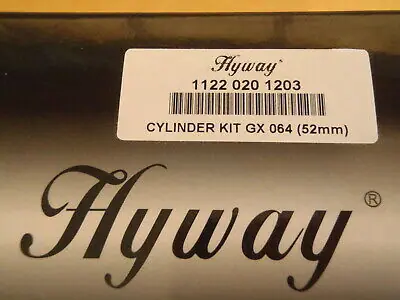 Hyway®
1122 020 1203
CYLINDER KIT GX 064 (52mm)
Hyway®